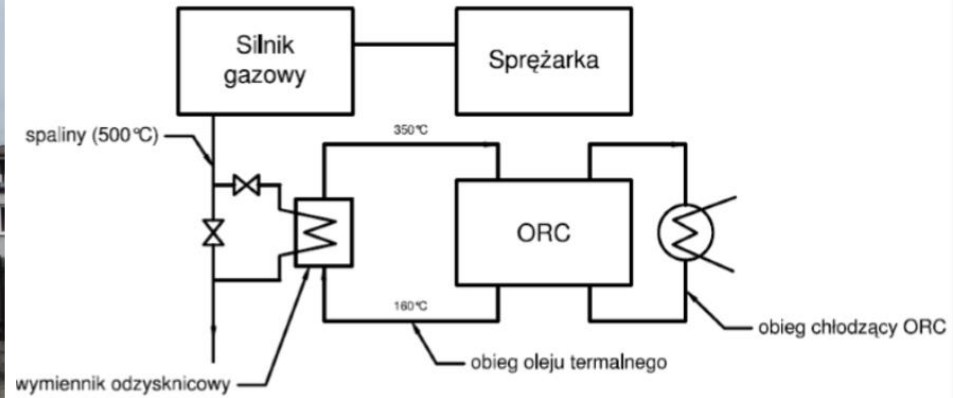 Silnik
gazowy
Sprężarka
spaliny (500°C)
350°C
ORC
160°C
obieg chłodzący ORC
obieg oleju termalnego
wymiennik odzysknicowy